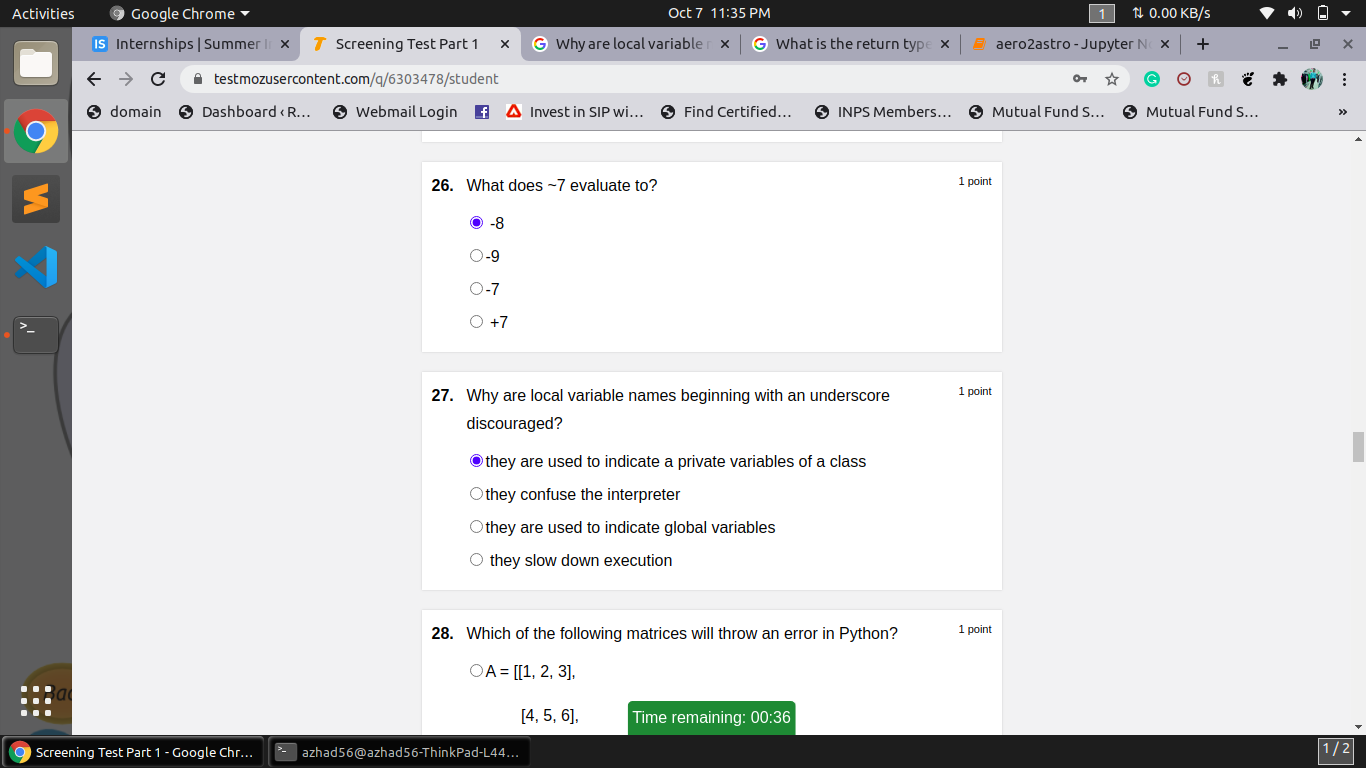 Activities
Google Chrome
Oct 7 11:35 PM
1
0.00 KB/s
IS Internships | Summer
Screening Test Part 1
Why are local variable
What is the return type
aero2astro - Jupyter
testmozusercontent.com/q/6303478/student
domain
Dashboard ‹ R...
Webmail Login
Invest in SIP wi...
Find Certified...
INPS Members...
Mutual Fund S...
Mutual Fund S...
»
26. What does ~7 evaluate to?
1 point
-8
-9
-7
+7
27. Why are local variable names beginning with an underscore
discouraged?
1 point
they are used to indicate a private variables of a class
they confuse the interpreter
they are used to indicate global variables
they slow down execution
28. Which of the following matrices will throw an error in Python?
1 point
A = [[1, 2, 3],
[4, 5, 6],
Time remaining: 00:36
Screening Test Part 1 - Google Chr...
azhad56@azhad56-ThinkPad-L44...
1 / 2